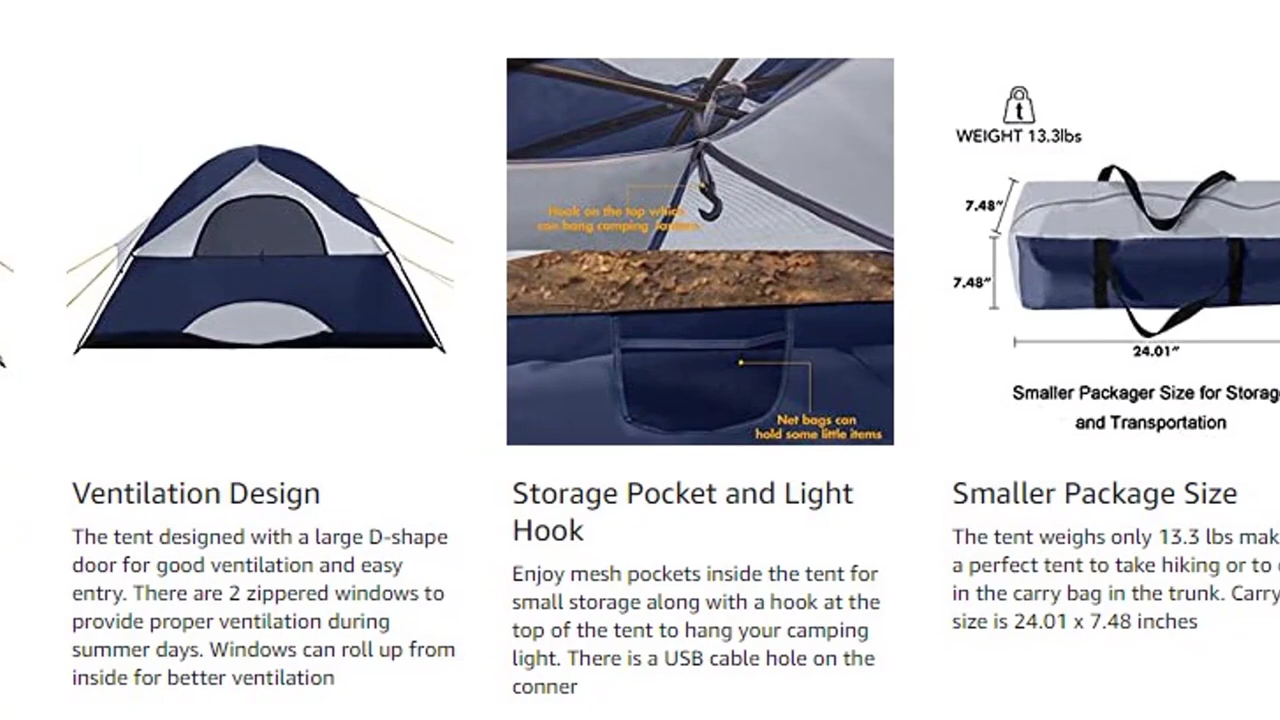 Hook on the top which
can hang camping
Net bags can
hold some little items
WEIGHT 13.3lbs
7.48"
7.48"
24.01"
Smaller Packager Size for Storag
and Transportation
Ventilation Design
The tent designed with a large D-shape
door for good ventilation and easy
entry. There are 2 zippered windows to
provide proper ventilation during
summer days. Windows can roll up from
inside for better ventilation
Storage Pocket and Light
Hook
Enjoy mesh pockets inside the tent for
small storage along with a hook at the
top of the tent to hang your camping
light. There is a USB cable hole on the
conner
Smaller Package Size
The tent weighs only 13.3 lbs mak
a perfect tent to take hiking or to
in the carry bag in the trunk. Carry
size is 24.01 x 7.48 inches